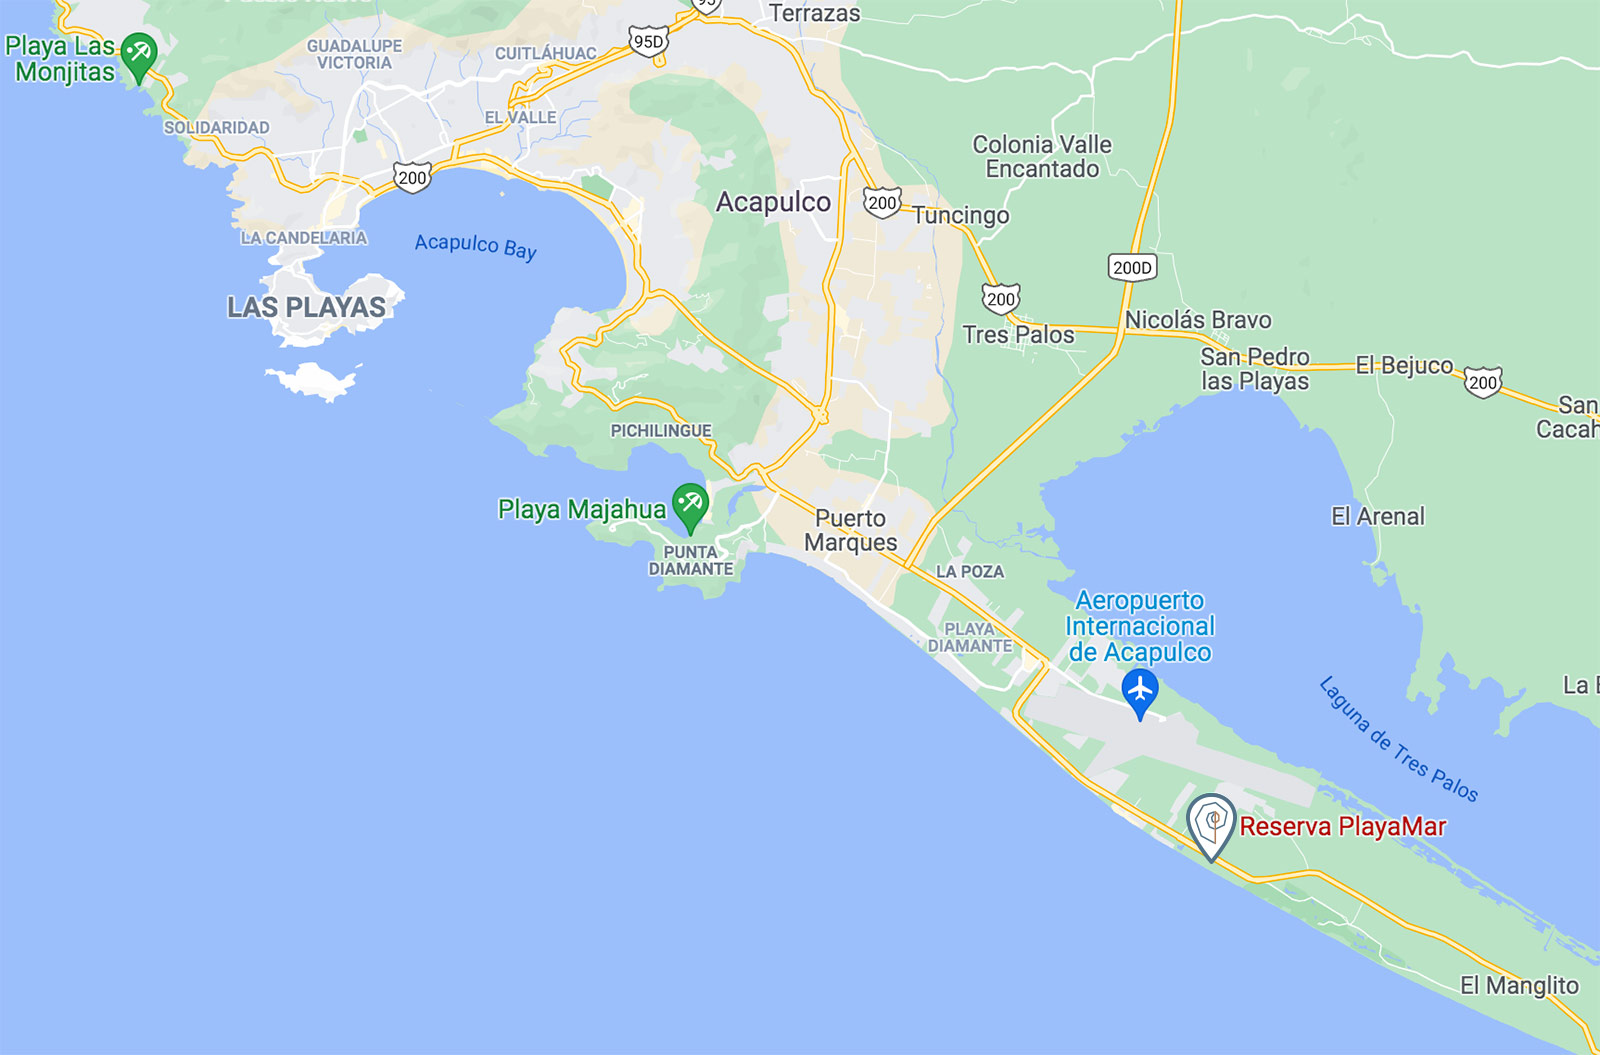 95
Terrazas
Playa Las
Monjitas
GUADALUPE
VICTORIA
CUITLÁHUAC
95D
SOLIDARIDAD
EL VALLE
Colonia Valle
Encantado
200
Acapulco
200
Tuncingo
LA CANDELARIA
Acapulco Bay
200D
LAS PLAYAS
200
Tres Palos
Nicolás Bravo
San Pedro
las Playas
El Bejuco
200
San
Cacah
PICHILINGUE
Playa Majahua
Puerto
Marques
El Arenal
PUNTA
DIAMANTE
LA POZA
Aeropuerto
Internacional
de Acapulco
PLAYA
DIAMANTE
La
Laguna de Tres Palos
Reserva PlayaMar
El Manglito